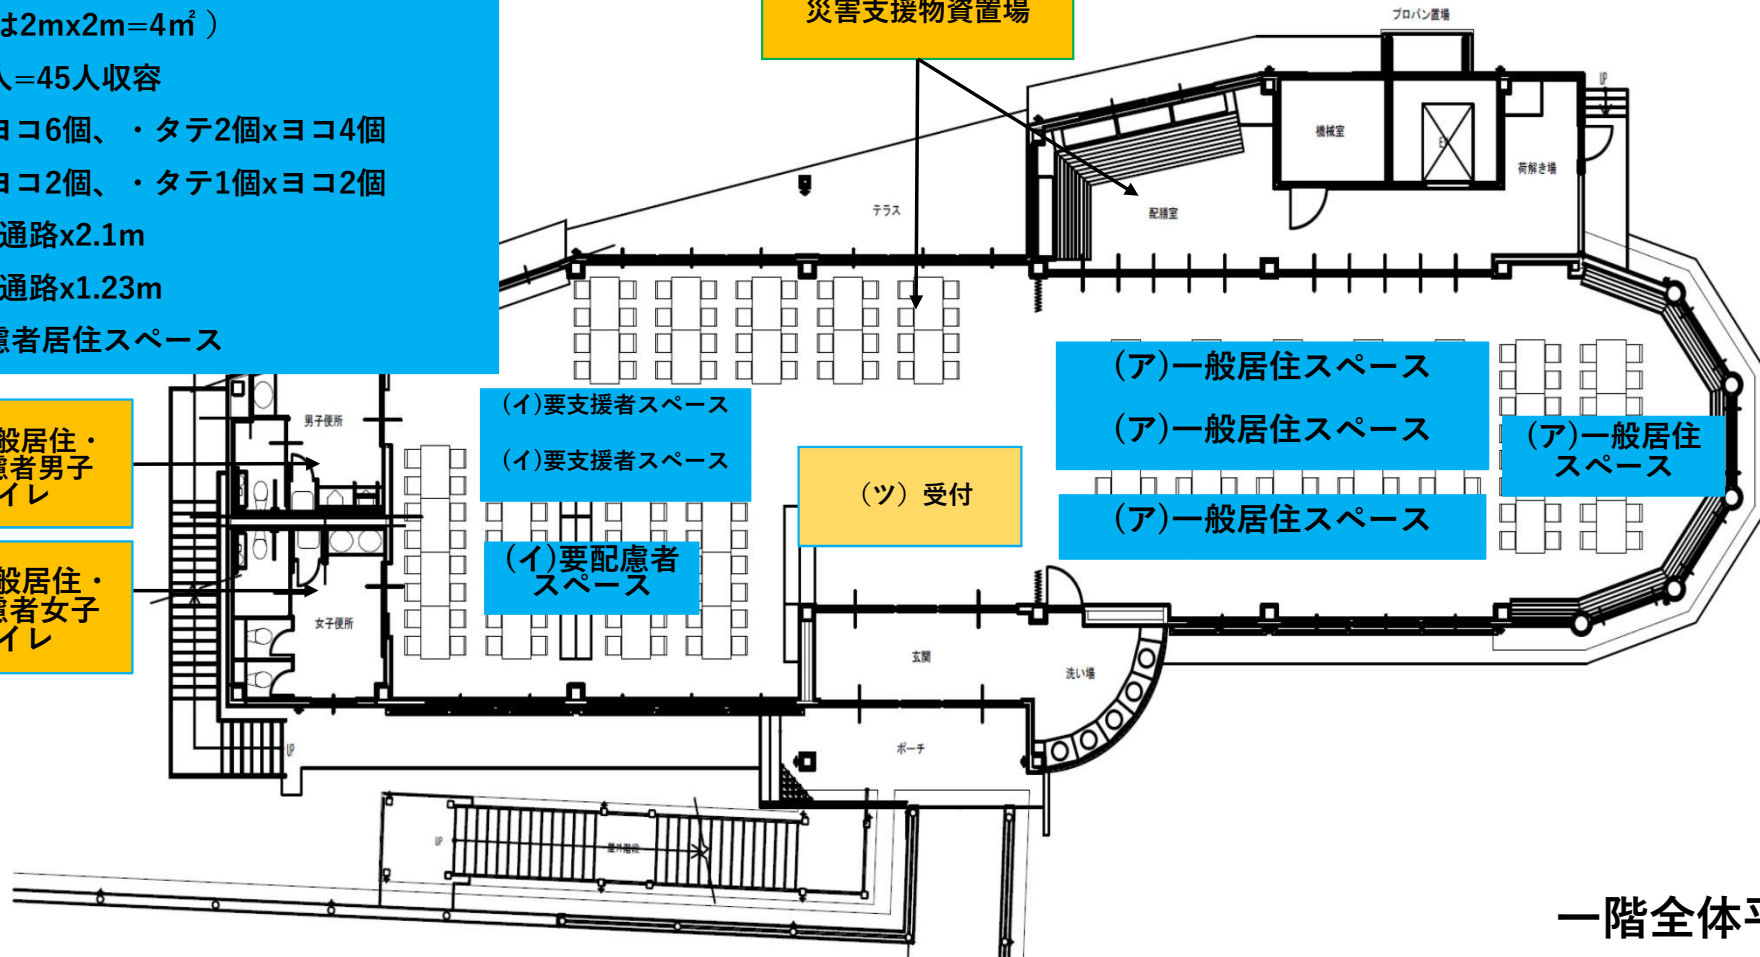 は2mx2m=4㎡ ）
人=45人収容
ヨコ6個、・タテ2個xヨコ4個
ヨコ2個、・タテ1個xヨコ2個
通路x2.1m
通路x1.23m
慮者居住スペース
災害支援物資置場
プロパン置場
UP
機械室
EV
荷解き場
配膳室
テラス
男子便所
般居住・
慮者男子
イレ
(イ)要支援者スペース
(イ)要支援者スペース
(ア)一般居住スペース
(ア)一般居住スペース
(ア)一般居住
スペース
（ツ）受付
(ア)一般居住スペース
般居住・
慮者女子
イレ
(イ)要配慮者
スペース
女子便所
玄関
洗い場
ポーチ
UP
UP
屋外階段
一階全体平